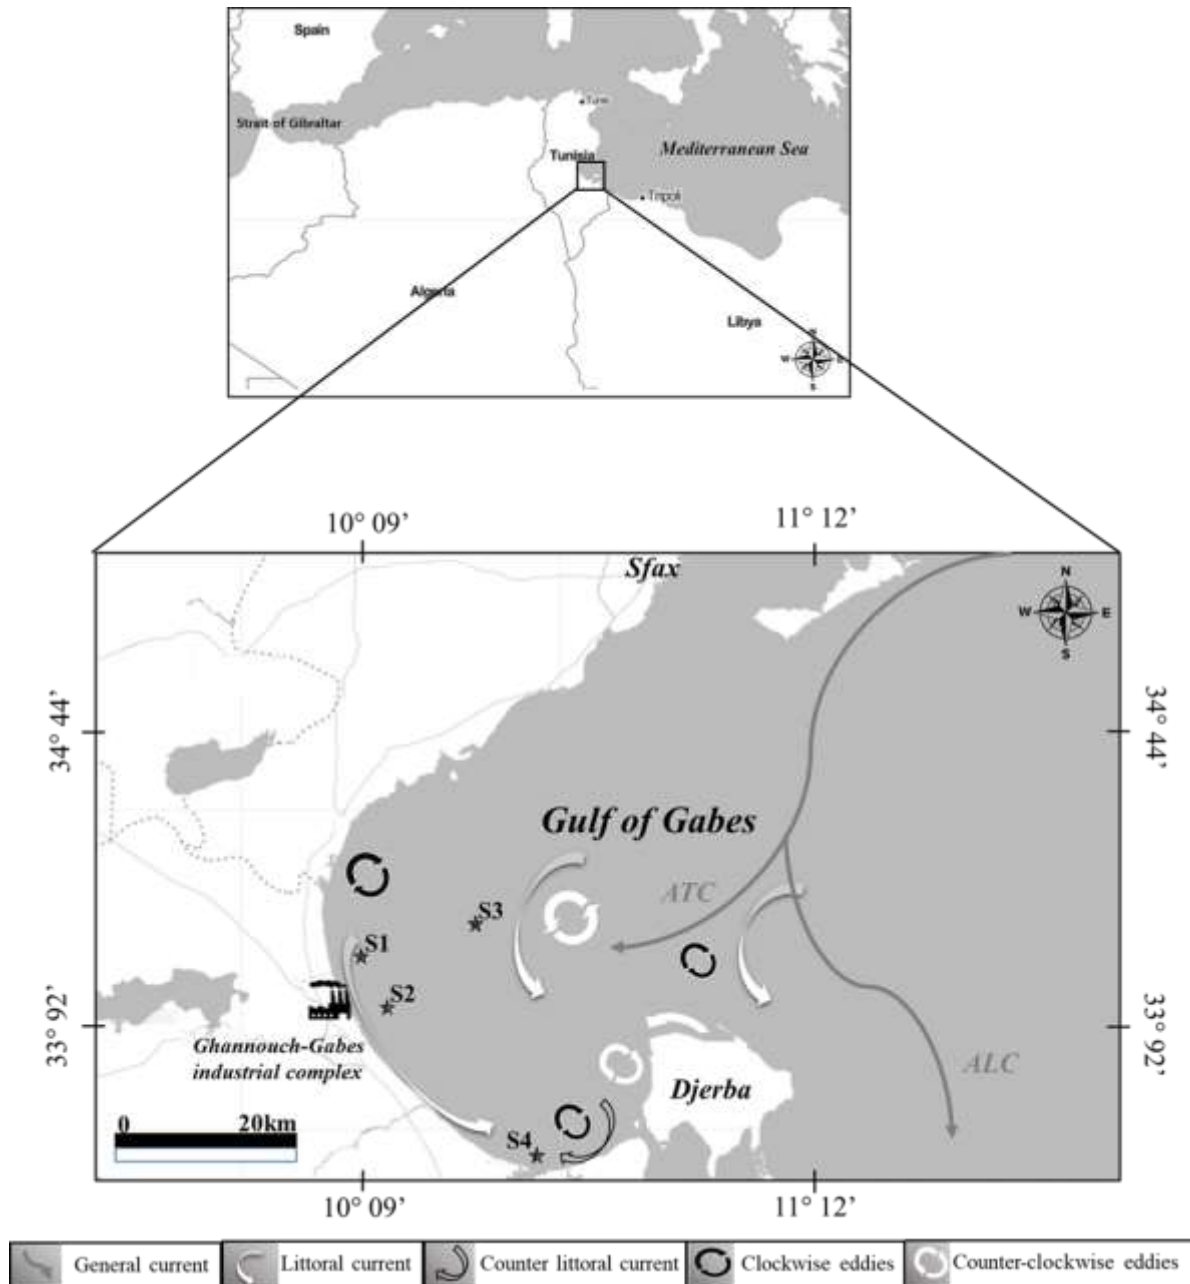 Spain
Strait of Gibraltar
Tunisia
Mediterranean Sea
Tripoli
Algeria
Libya
N
W
S
10° 09’
11° 12’
Sfax
N
W E
S
34° 44’
34° 44’
Gulf of Gabes
ATC
S3
S1
S2
33° 92’
33° 92’
Ghannouch-Gabes
industrial complex
ALC
Djerba
0 20km
S4
10° 09’
11° 12’
General current
Littoral current
Counter littoral current
Clockwise eddies
Counter-clockwise eddies